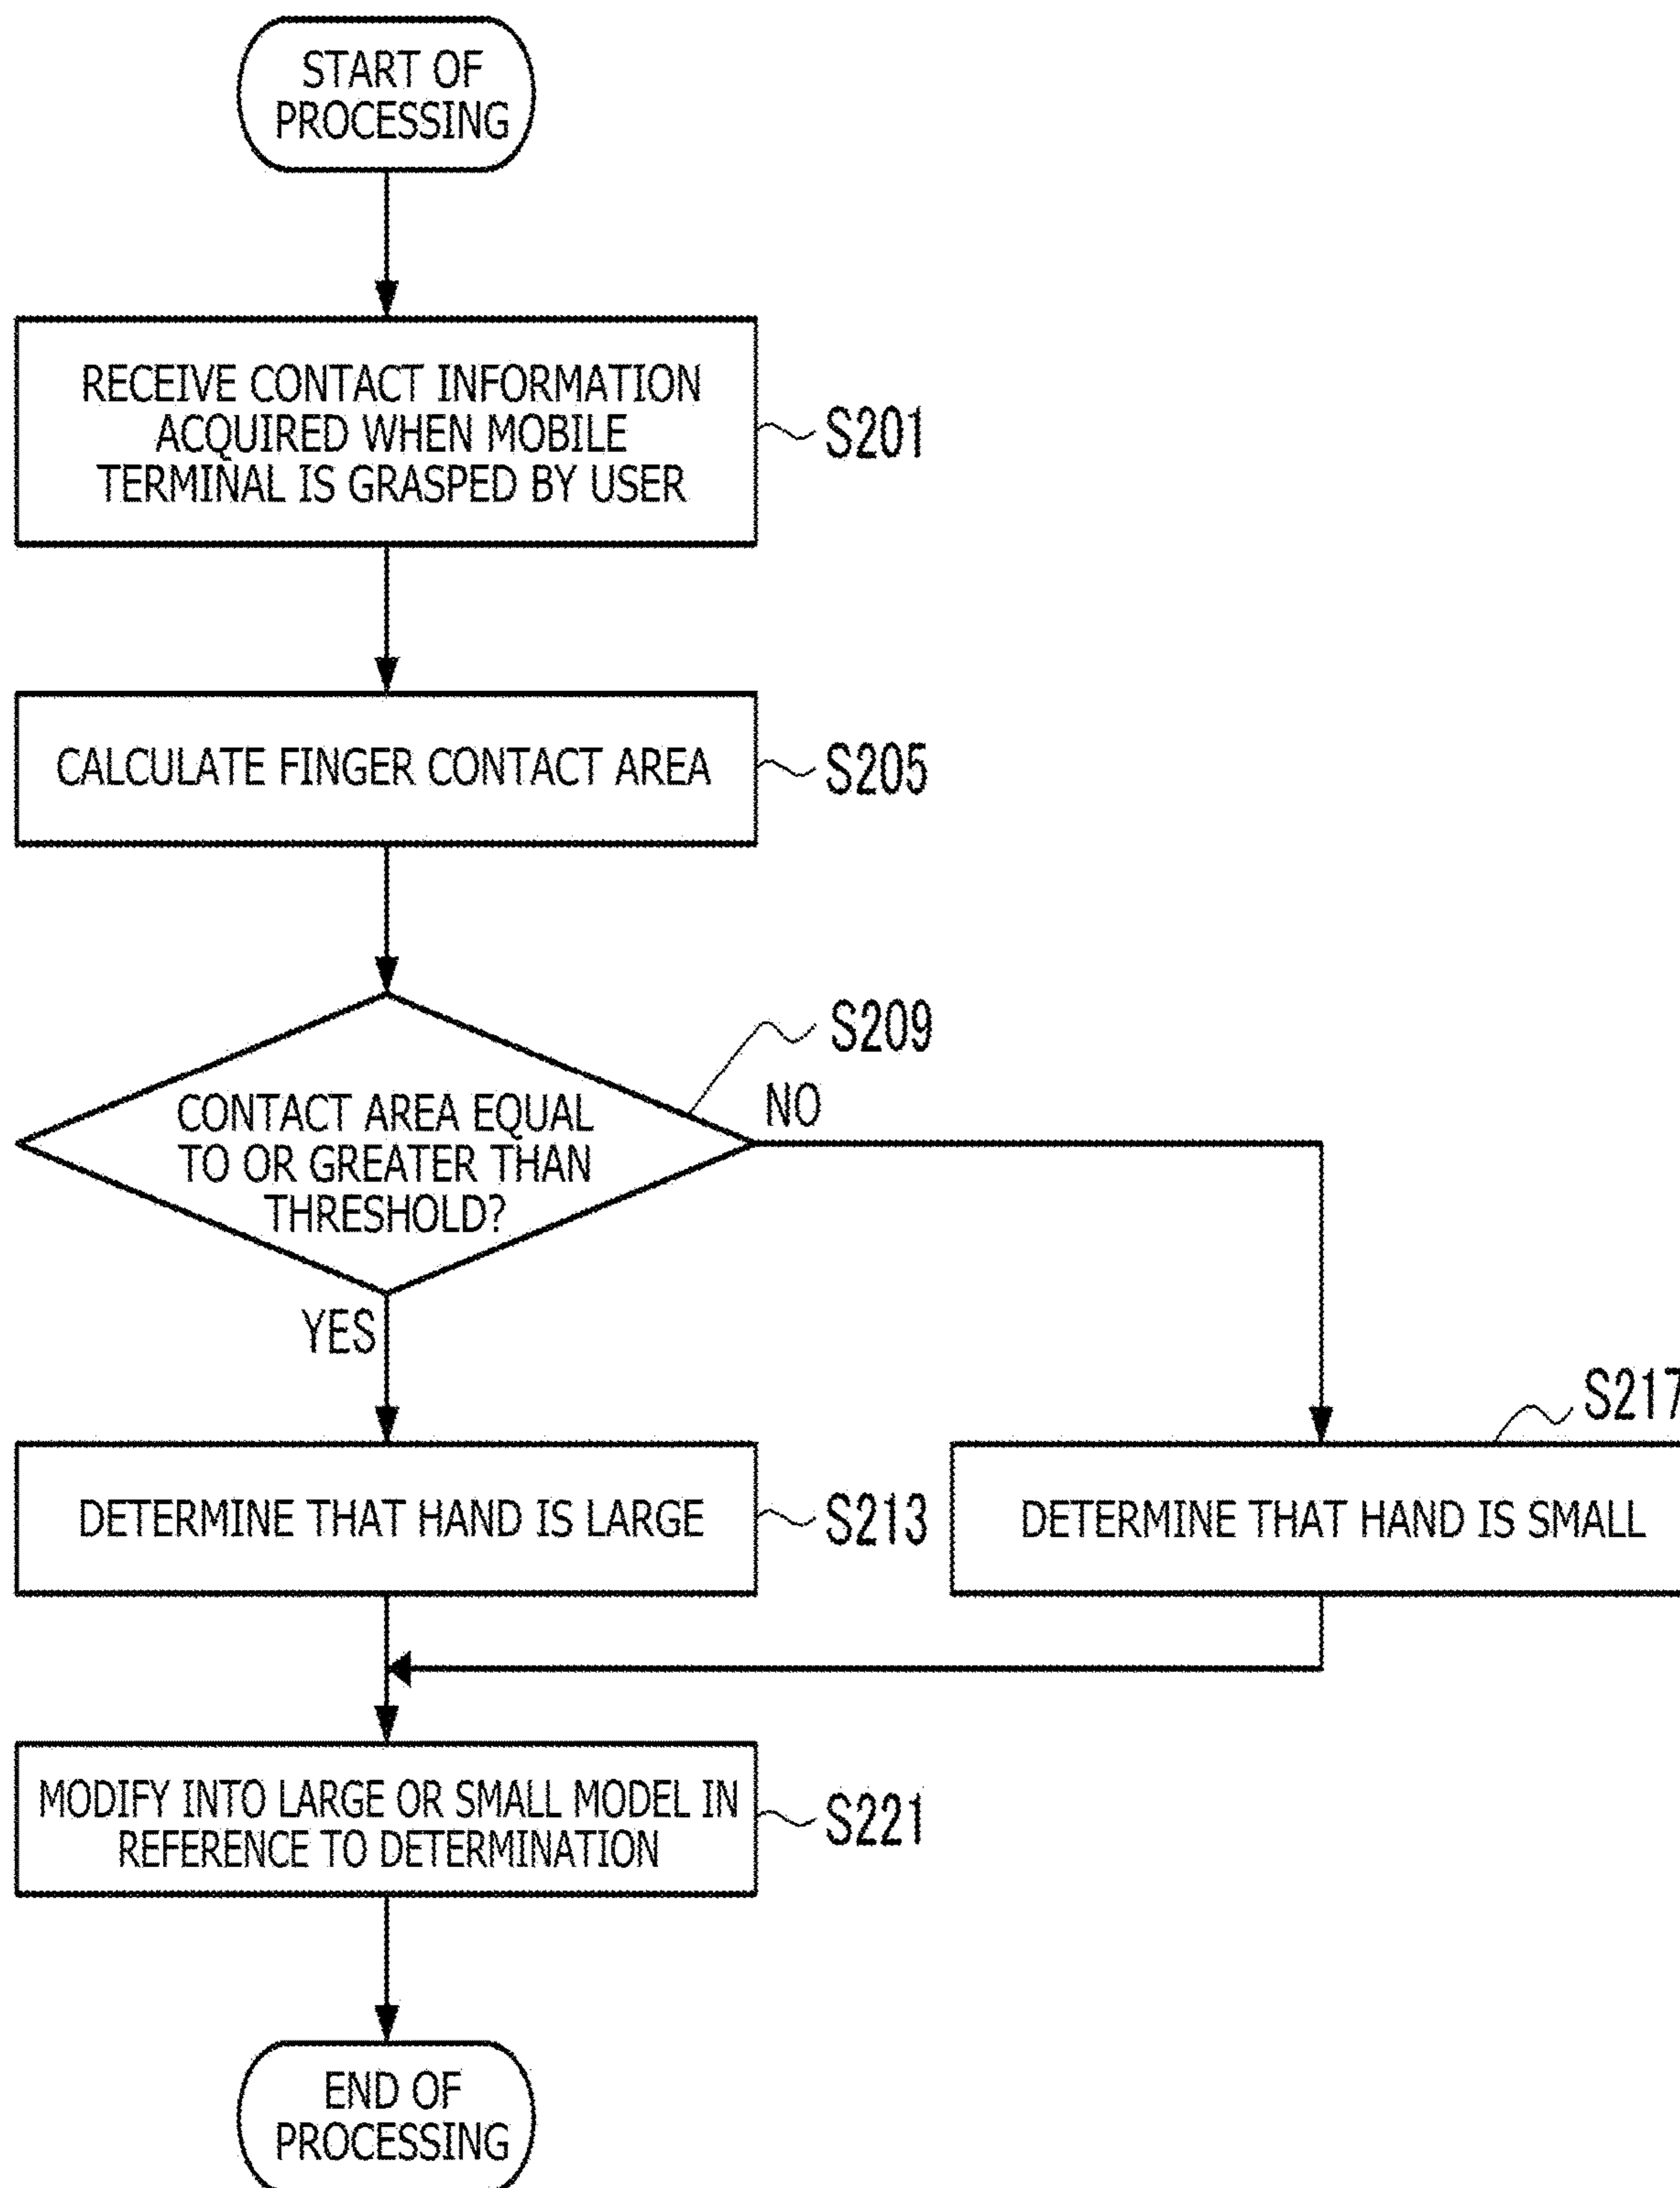 START OF
PROCESSING
RECEIVE CONTACT INFORMATION
ACQUIRED WHEN MOBILE
TERMINAL IS GRASPED BY USER
S201
CALCULATE FINGER CONTACT AREA
S205
S209
CONTACT AREA EQUAL
TO OR GREATER THAN
THRESHOLD?
NO
YES
S217
DETERMINE THAT HAND IS LARGE
S213
DETERMINE THAT HAND IS SMALL
MODIFY INTO LARGE OR SMALL MODEL IN
REFERENCE TO DETERMINATION
S221
END OF
PROCESSING